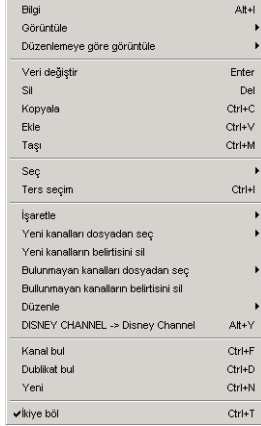 Bilgi Alt+I
Görüntüle
Düzenlemeye göre görüntüle
Veri değiştir Enter
Sil Del
Kopyala Ctrl+C
Ekle Ctrl+V
Taşı Ctrl+M
Seç
Ters seçim Ctrl+I
İşaretle
Yeni kanalları dosyadan seç
Yeni kanalların belirtisini sil
Bulunmayan kanalları dosyadan seç
Bullunmayan kanalların belirtisini sil
Düzenle
DISNEY CHANNEL -> Disney Channel Alt+Y
Kanal bul Ctrl+F
Dublikat bul Ctrl+D
Yeni Ctrl+N
İkiye böl Ctrl+T